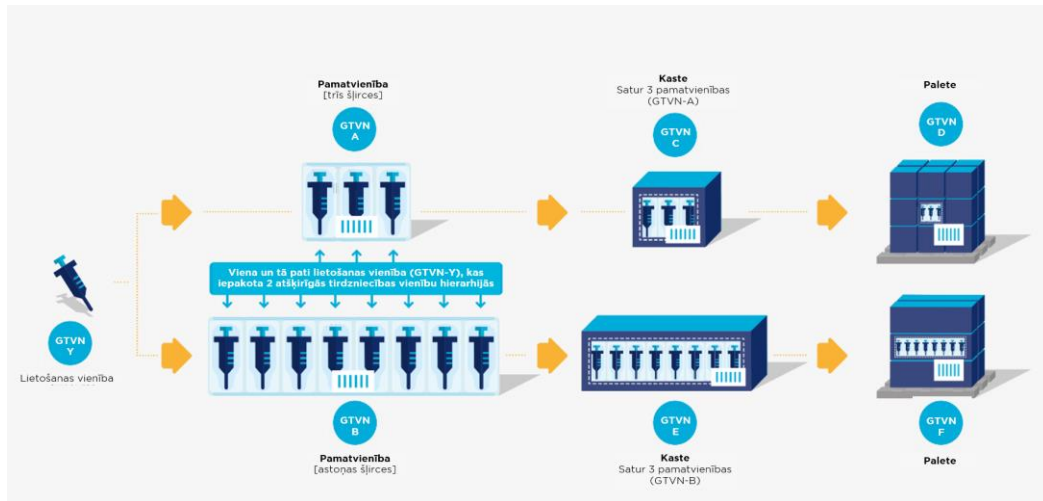 Pamatvienība
[trīs šļirces]
GTVN
A
Kaste
Satur 3 pamatvienības
(GTVN-A)
GTVN
C
Palete
GTVN
D
Viena un tā pati lietošanas vienība (GTVN-Y), kas
iepakota 2 atšķirīgās tirdzniecības vienību hierarhijās
GTVN
Y
Lietošanas vienība
GTVN
B
Pamatvienība
[astoņas šļirces]
GTVN
E
Kaste
Satur 3 pamatvienības
(GTVN-B)
GTVN
F
Palete